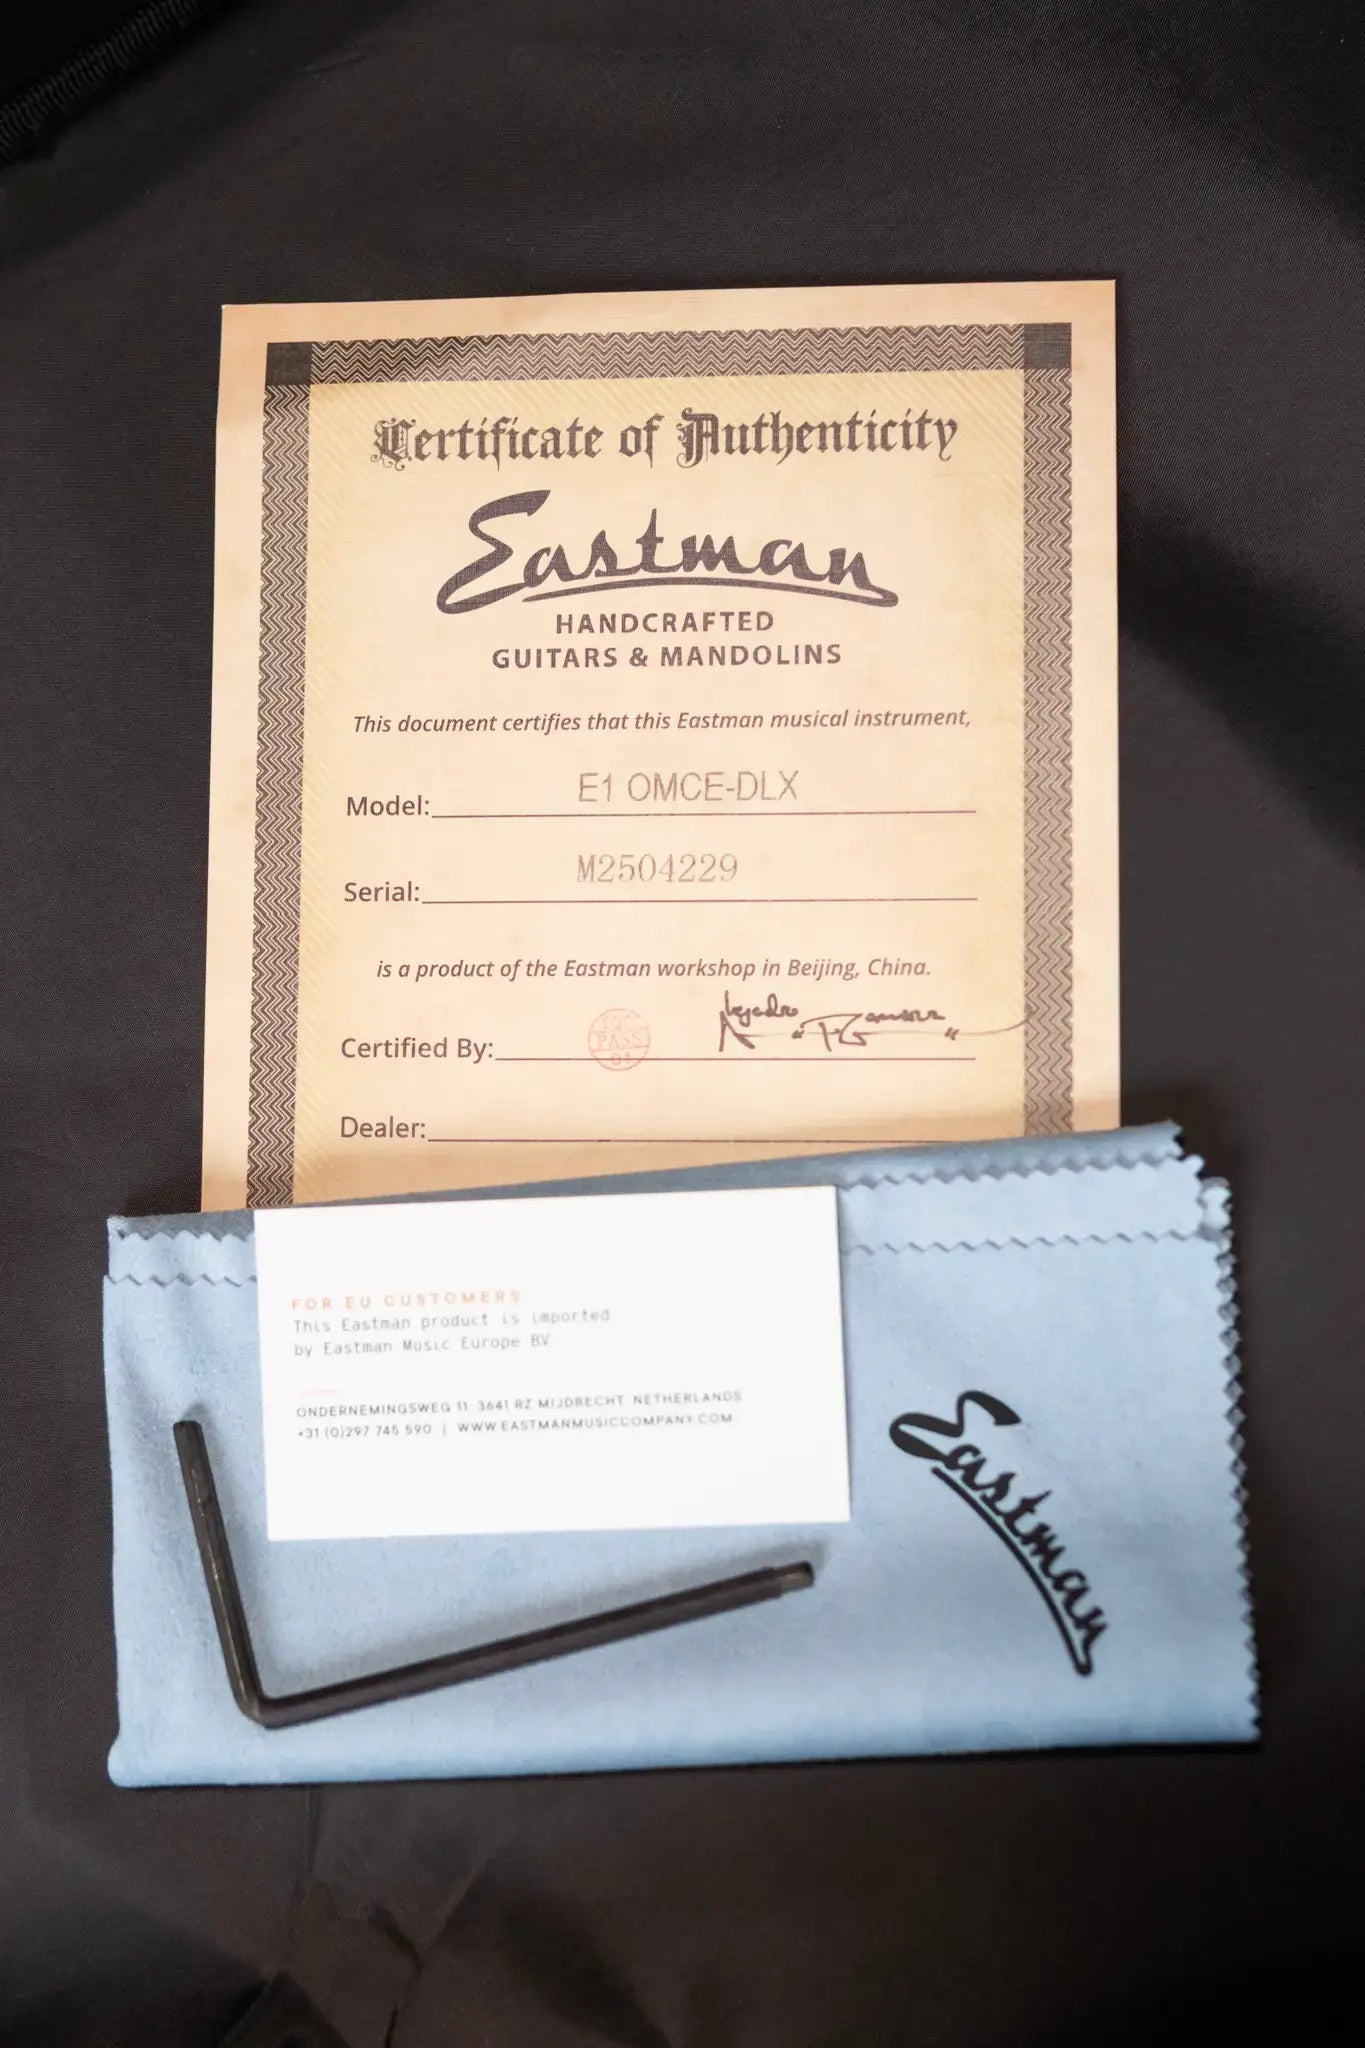 Certificate of Authenticity
Eastman
HANDCRAFTED
GUITARS & MANDOLINS
This document certifies that this Eastman musical instrument,
Model: E1 OMCE-DLX
Serial: M2504229
is a product of the Eastman workshop in Beijing, China.
PASS
Certified By:
Dealer:
FOR EU CUSTOMERS:
This Eastman product is imported
by Eastman Music Europe BV
ONDERNEMINGSWEG 11 3641 RZ MIJDRECHT, NETHERLANDS
+31 (0)297 745 590 | WWW.EASTMANMUSICCOMPANY.COM
Eastman